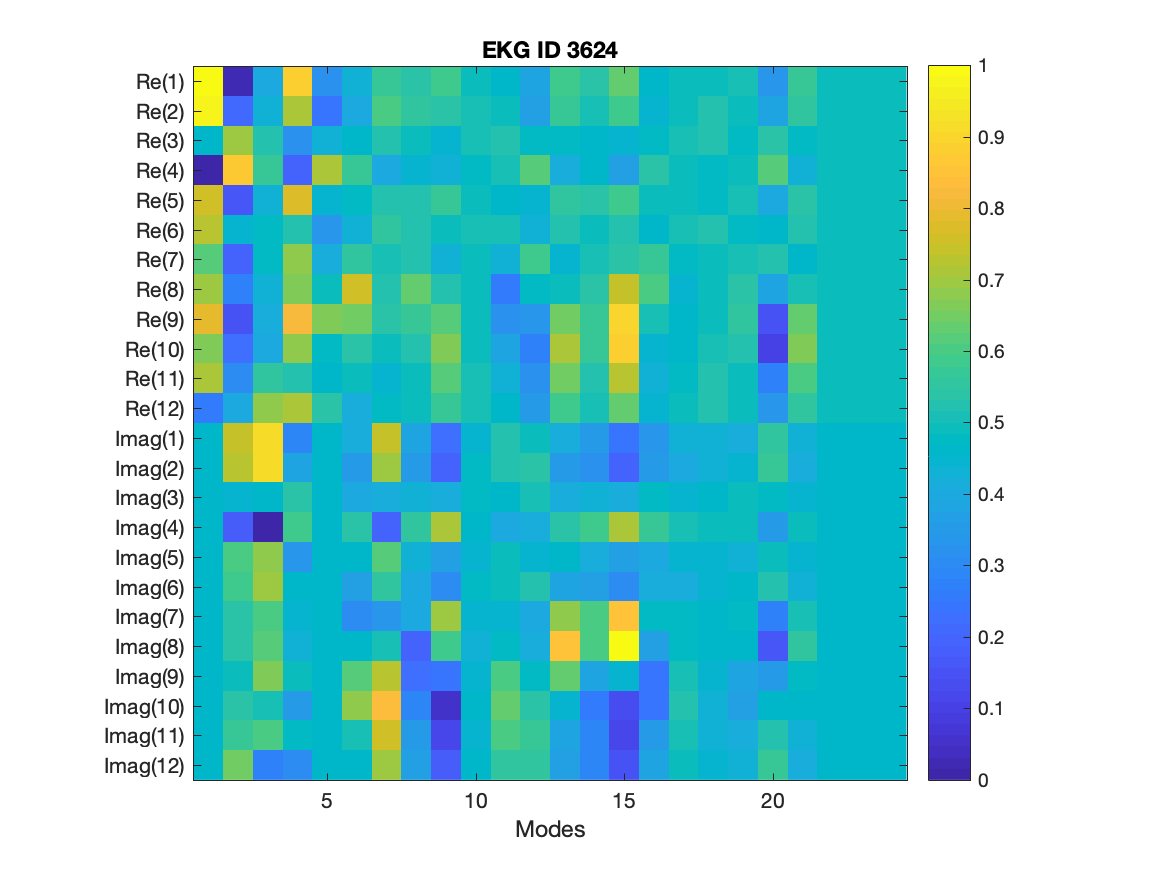 EKG ID 3624
Re(1)
Re(2)
Re(3)
Re(4)
Re(5)
Re(6)
Re(7)
Re(8)
Re(9)
Re(10)
Re(11)
Re(12)
Imag(1)
Imag(2)
Imag(3)
Imag(4)
Imag(5)
Imag(6)
Imag(7)
Imag(8)
Imag(9)
Imag(10)
Imag(11)
Imag(12)
5 10 15 20
Modes
1
0.9
0.8
0.7
0.6
0.5
0.4
0.3
0.2
0.1
0